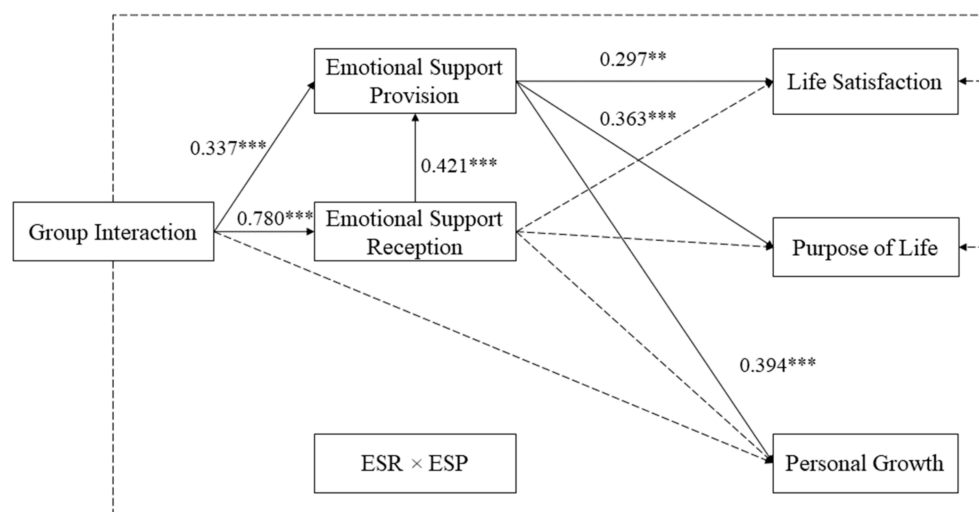 Emotional Support
Provision
0.297**
Life Satisfaction
0.363***
0.337***
0.421***
Group Interaction
0.780***
Emotional Support
Reception
Purpose of Life
0.394***
ESR × ESP
Personal Growth